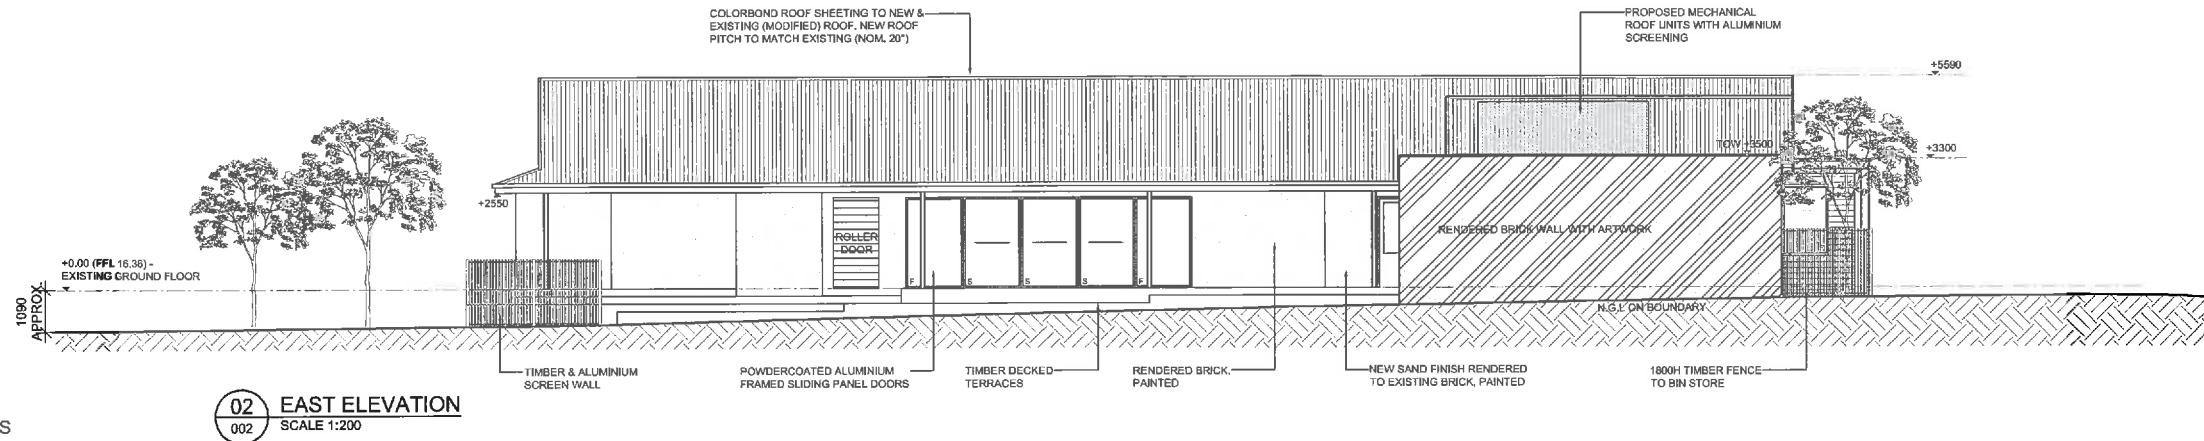 COLORBOND ROOF SHEETING TO NEW &
EXISTING (MODIFIED) ROOF. NEW ROOF
PITCH TO MATCH EXISTING (NOM. 20°)
PROPOSED MECHANICAL
ROOF UNITS WITH ALUMINIUM
SCREENING
+5590
TOW +3500
+3300
+2550
ROLLER
DOOR
RENDERED BRICK WALL WITH ARTWORK
+0.00 (FFL 16.36) -
EXISTING GROUND FLOOR
1090
APPROX.
F
S
S
S
F
N.G.L ON BOUNDARY
TIMBER & ALUMINIUM
SCREEN WALL
POWDERCOATED ALUMINIUM
FRAMED SLIDING PANEL DOORS
TIMBER DECKED
TERRACES
RENDERED BRICK,
PAINTED
NEW SAND FINISH RENDERED
TO EXISTING BRICK, PAINTED
1800H TIMBER FENCE
TO BIN STORE
02
002
EAST ELEVATION
SCALE 1:200
S